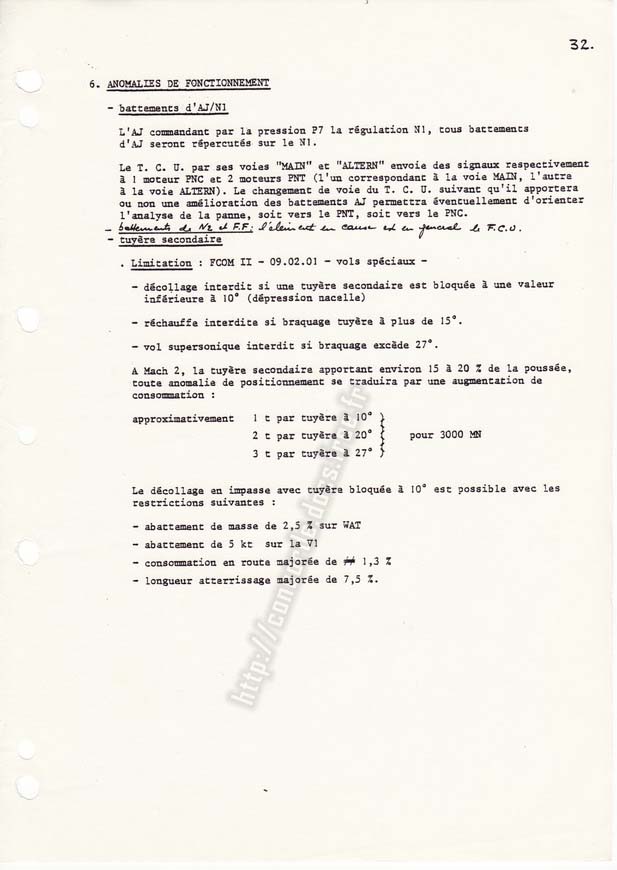 32.
6. ANOMALIES DE FONCTIONNEMENT
- battements d'AJ/N1
L'AJ commandant par la pression P7 la régulation N1, tous battements
d'AJ seront répercutés sur le N1.
Le T. C. U. par ses voies "MAIN" et "ALTERN" envoie des signaux respectivement
à 1 moteur PNC et 2 moteurs PNT (l'un correspondant à la voie MAIN, l'autre
à la voie ALTERN). Le changement de voie du T. C. U. suivant qu'il apportera
ou non une amélioration des battements AJ permettra éventuellement d'orienter
l'analyse de la panne, soit vers le PNT, soit vers le PNC.
- battements de N2 et F.F: l'élément en cause est en general le F.C.U.
- tuyère secondaire
. Limitation : FCOM II - 09.02.01 - vols spéciaux -
- décollage interdit si une tuyère secondaire est bloquée à une valeur
inférieure à 10° (dépression nacelle)
- réchauffe interdite si braquage tuyère à plus de 15°.
- vol supersonique interdit si braquage excède 27°.
A Mach 2, la tuyère secondaire apportant environ 15 à 20 % de la poussée,
toute anomalie de positionnement se traduira par une augmentation de
consommation :
approximativement 1 t par tuyère à 10° }
2 t par tuyère à 20° { pour 3000 MN
3 t par tuyère à 27° )
Le décollage en impasse avec tuyère bloquée à 10° est possible avec les
restrictions suivantes :
- abattement de masse de 2,5 % sur WAT
- abattement de 5 kt sur la V1
- consommation en route majorée de 1,3 %
- longueur atterrissage majorée de 7,5 %.